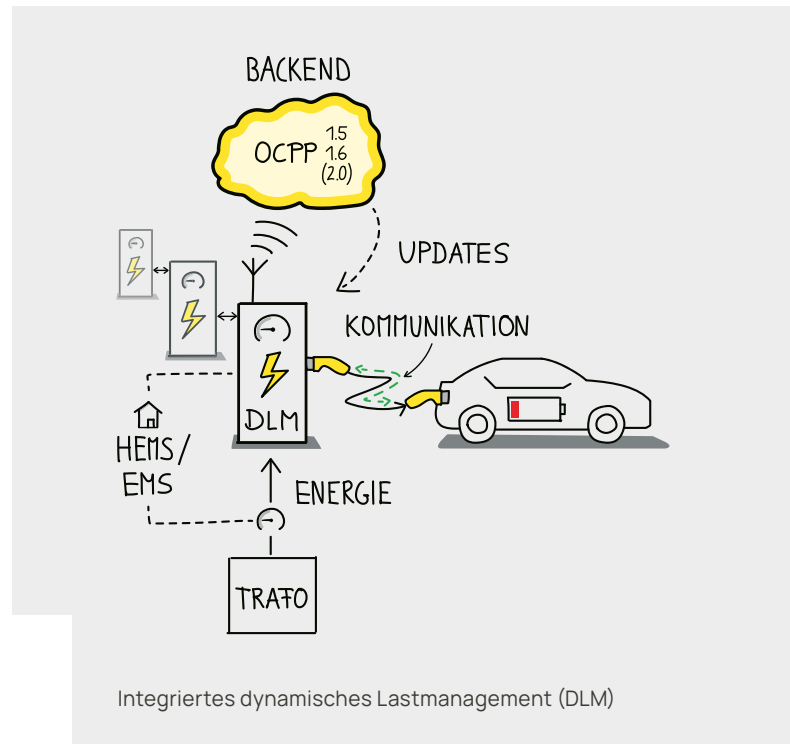 BACKEND
OCPP
1.5
1.6
(2.0)
UPDATES
KOMMUNIKATION
DLM
HEMS/
EMS
ENERGIE
TRAFO
Integriertes dynamisches Lastmanagement (DLM)